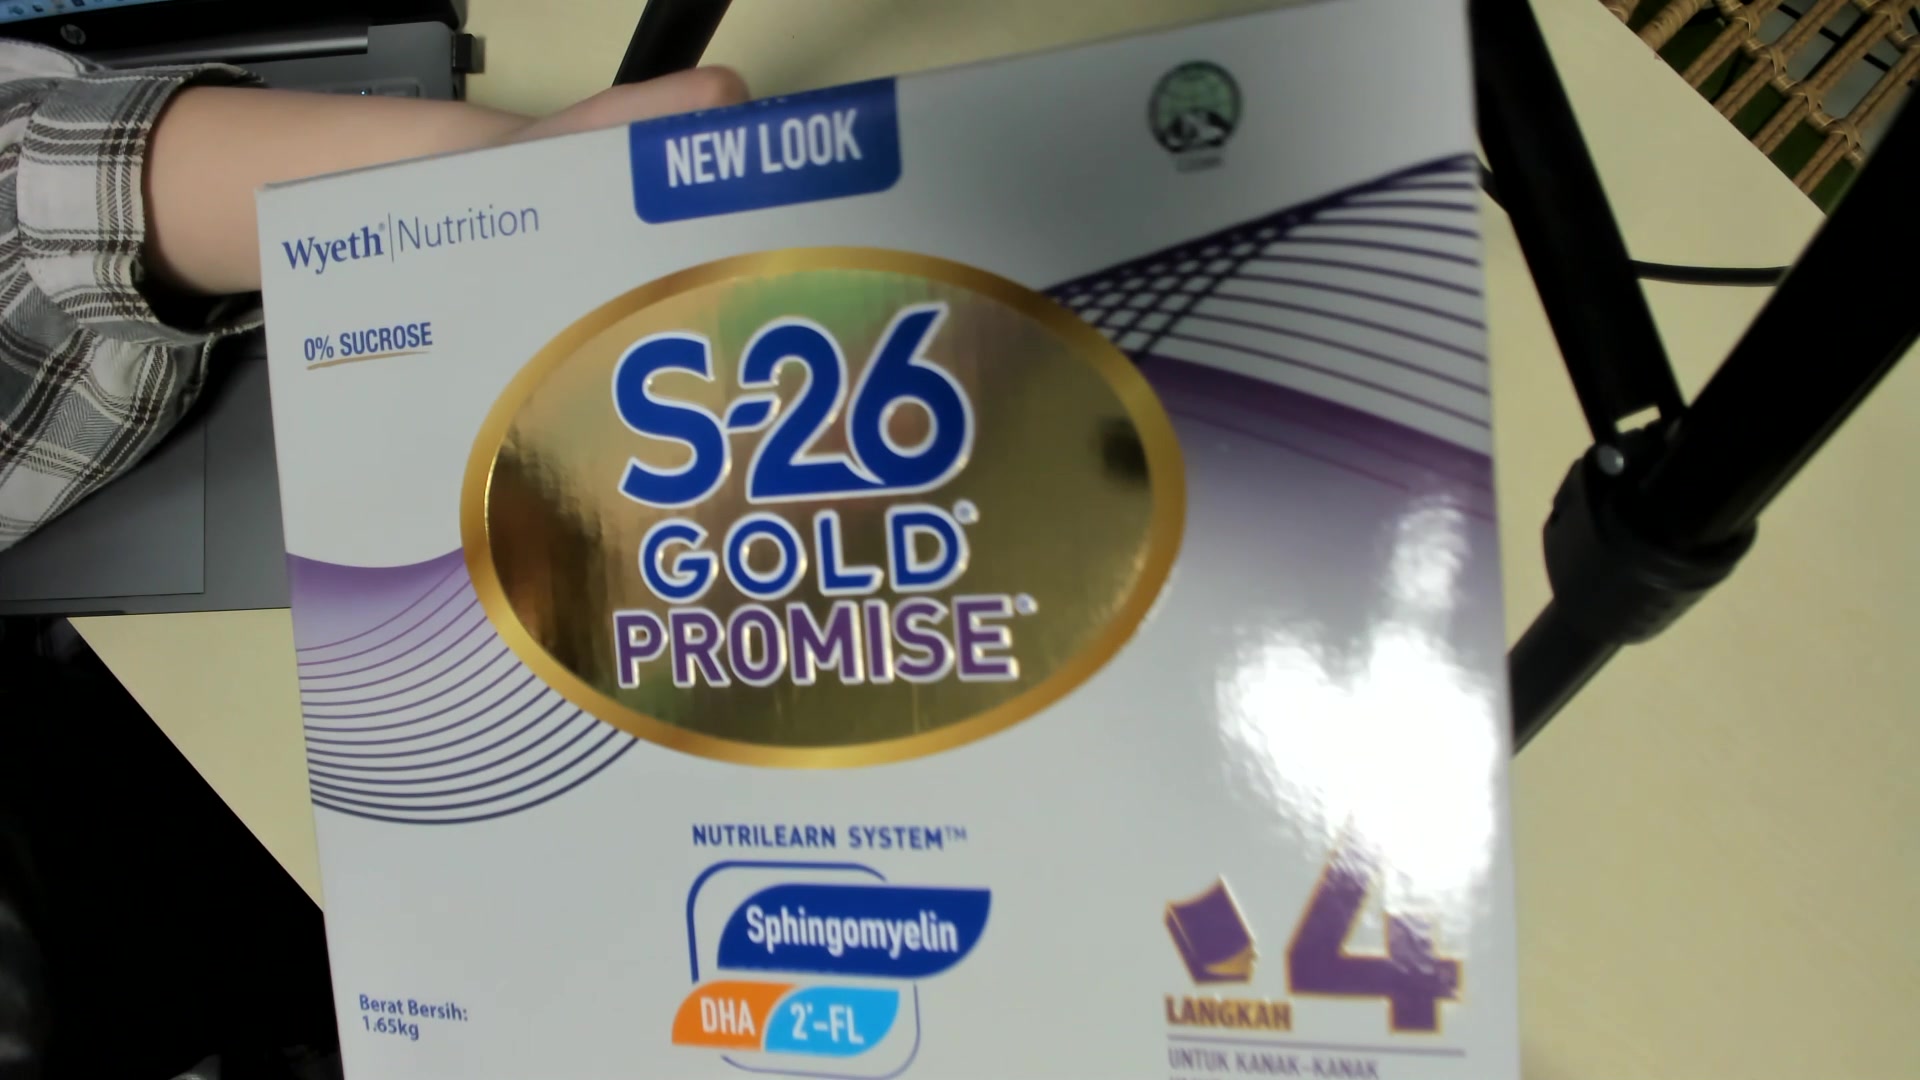 NEW LOOK
Wyeth® | Nutrition
0% SUCROSE
S-26
GOLD®
PROMISE®
NUTRILEARN SYSTEM™
Sphingomyelin
DHA 2'-FL
Berat Bersih:
1.65kg
LANGKAH 4
UNTUK KANAK-KANAK